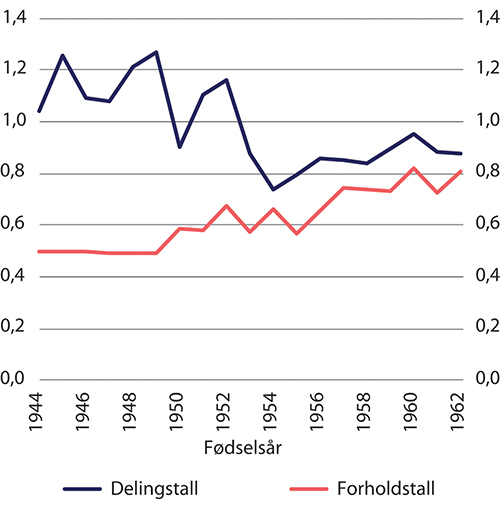 1,4 1,4
1,2 1,2
1,0 1,0
0,8 0,8
0,6 0,6
0,4 0,4
0,2 0,2
0,0 0,0
1944 1946 1948 1950 1952 1954 1956 1958 1960 1962
Fødselsår
Delingstall Forholdstall